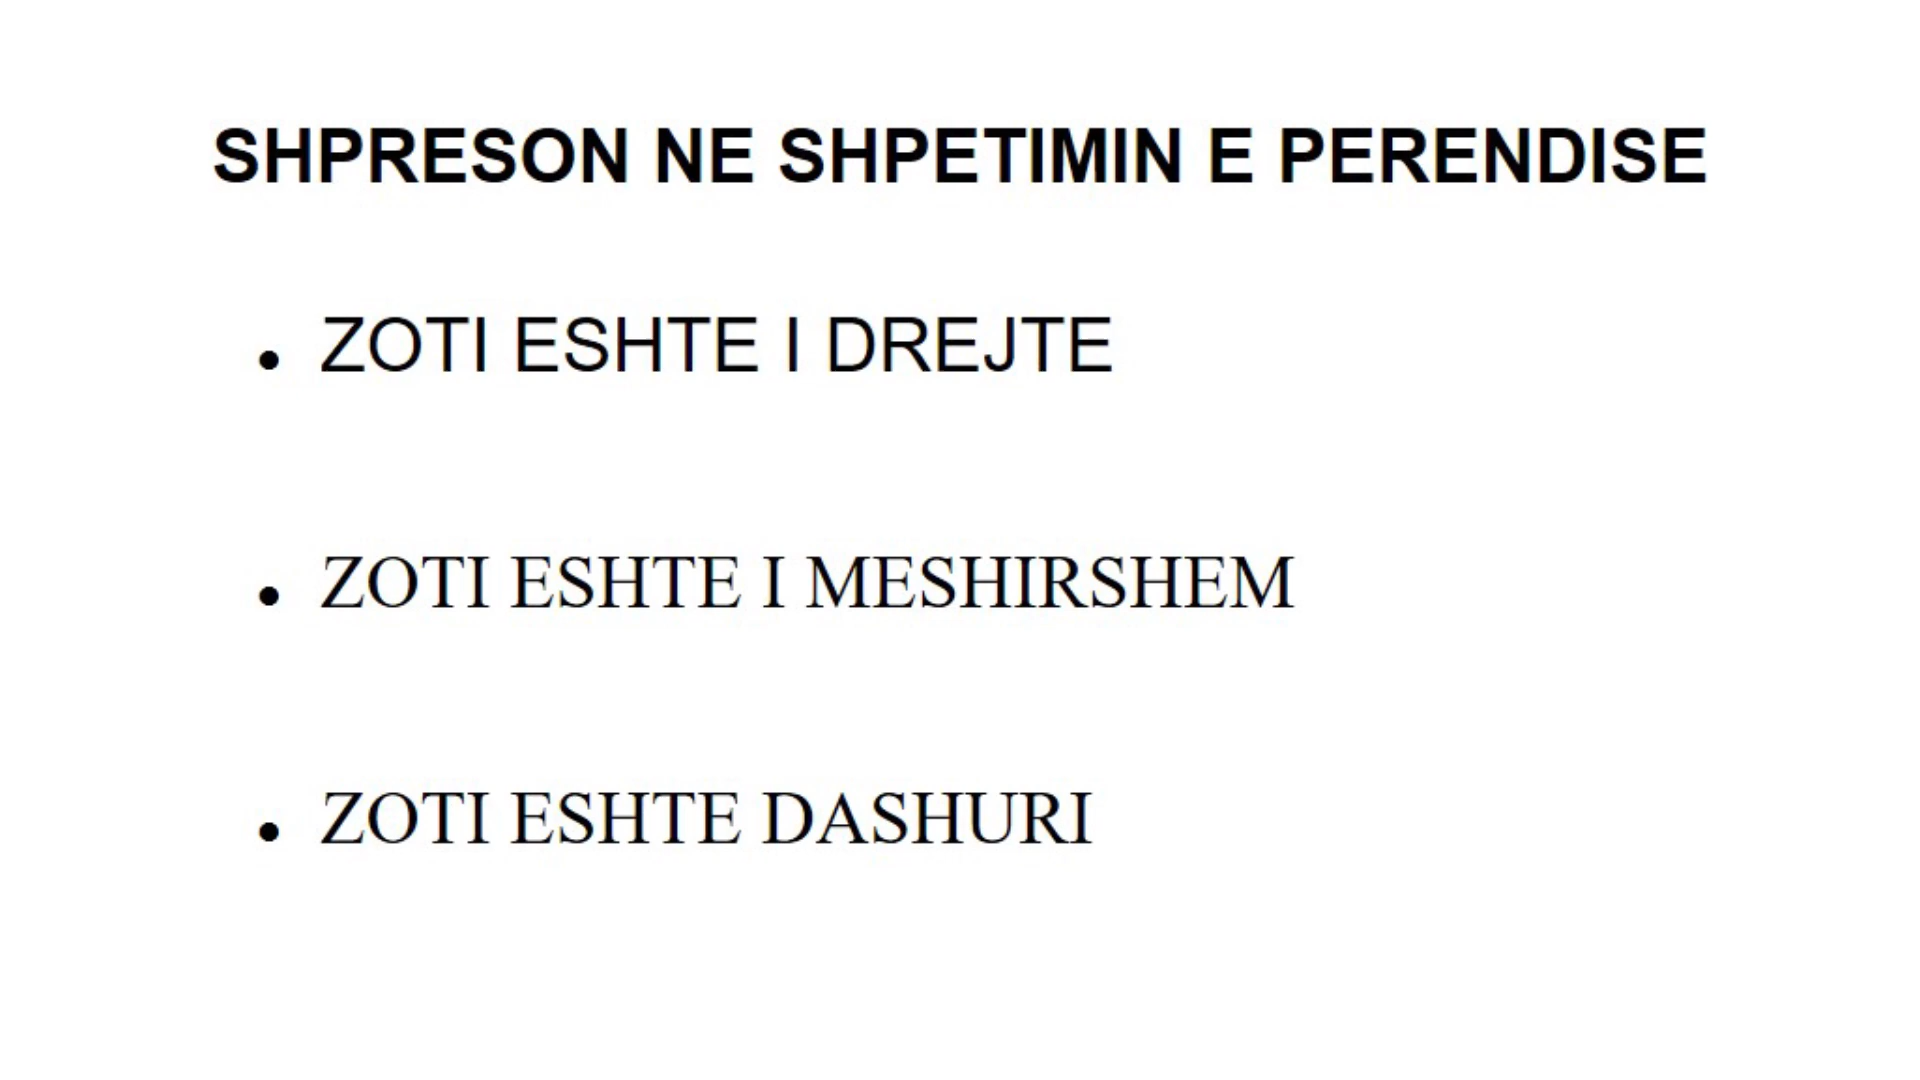 SHPRESON NE SHPETIMIN E PERENDISE
• ZOTI ESHTE I DREJTE
• ZOTI ESHTE I MESHIRSHEM
• ZOTI ESHTE DASHURI